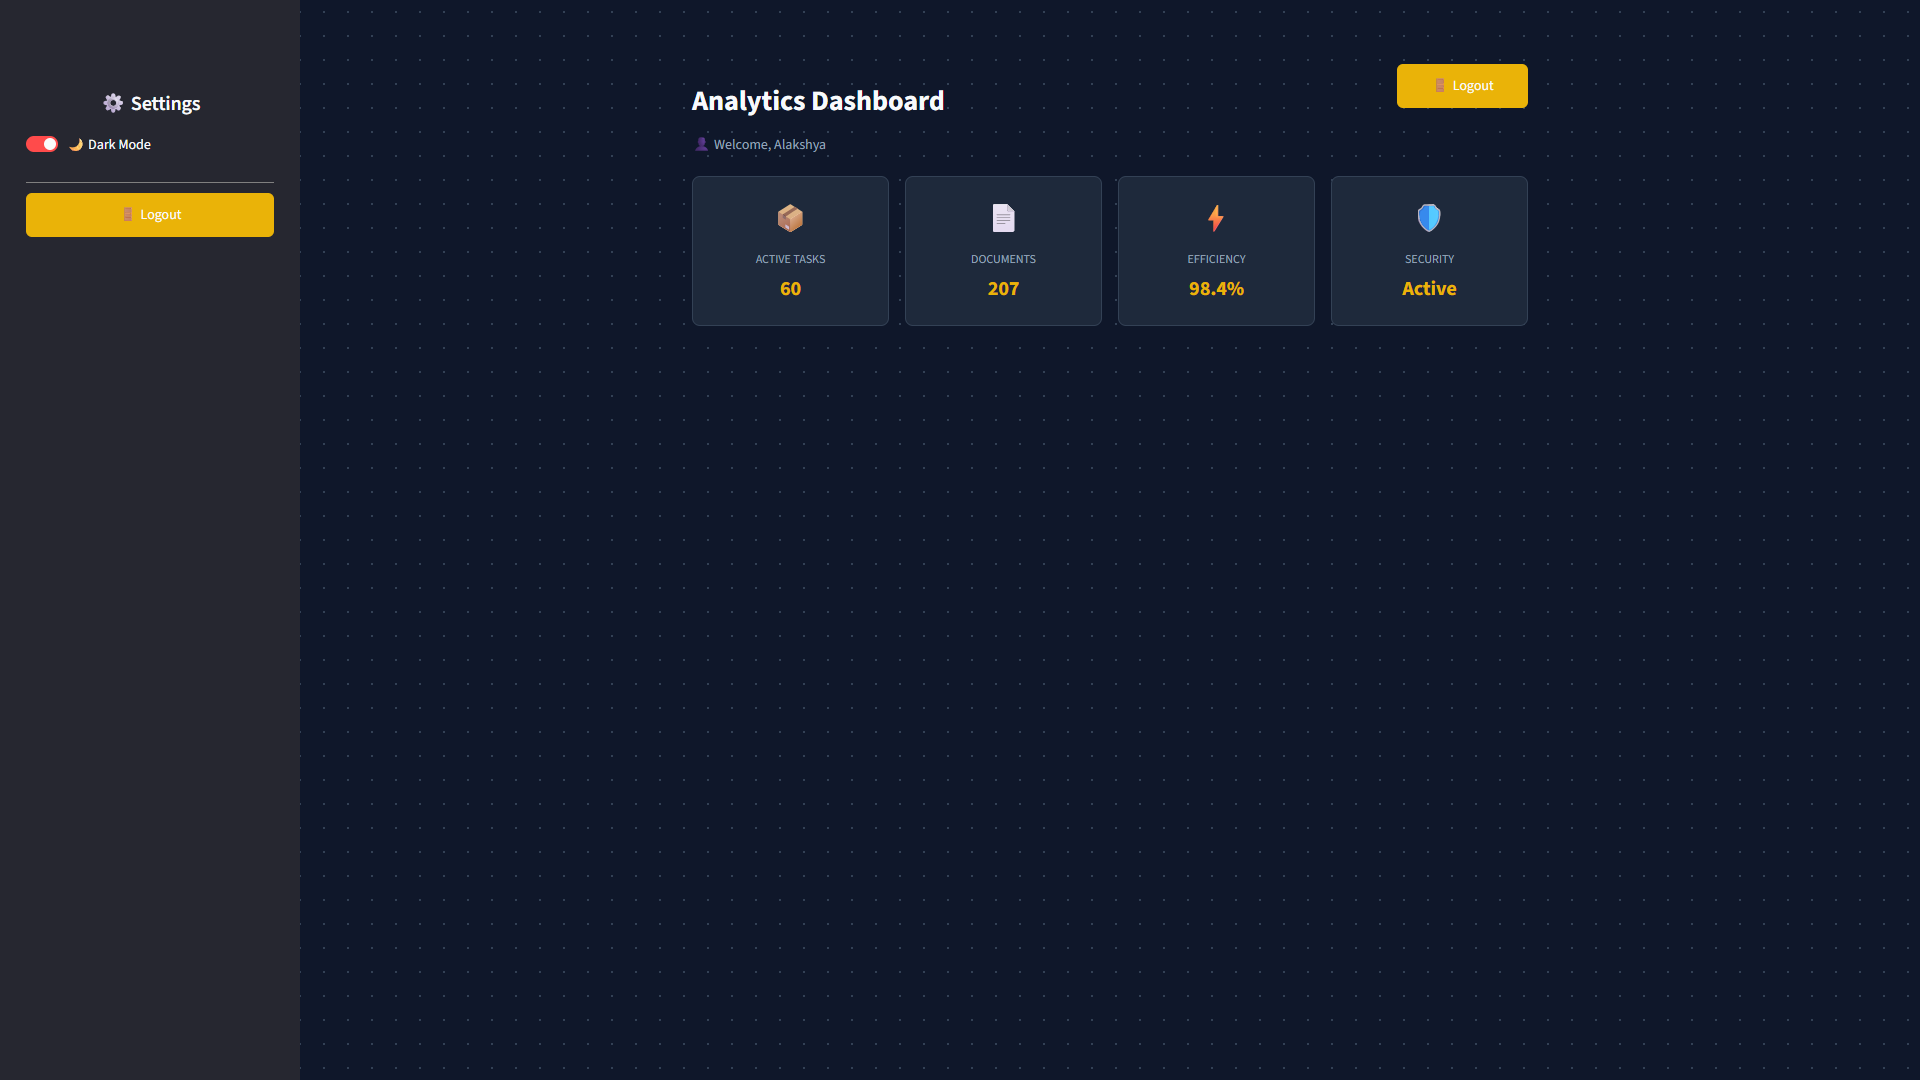 Settings
Dark Mode
Logout
Logout
Analytics Dashboard
Welcome, Alakshya
ACTIVE TASKS
60
DOCUMENTS
207
EFFICIENCY
98.4%
SECURITY
Active